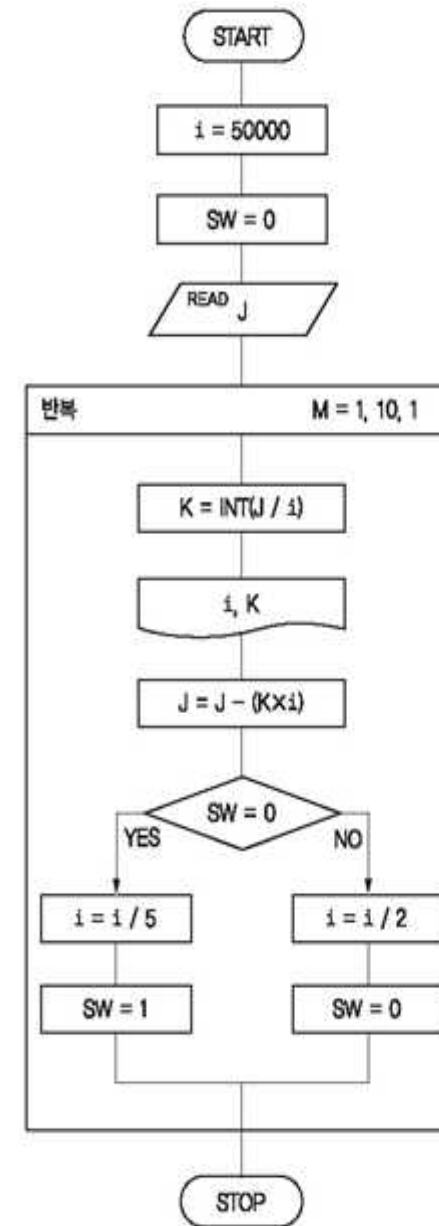 START
i = 50000
SW = 0
READ J
반복 M = 1, 10, 1
K = INT(J / i)
i, K
J = J - (K×i)
SW = 0
YES NO
i = i / 5 i = i / 2
SW = 1 SW = 0
STOP